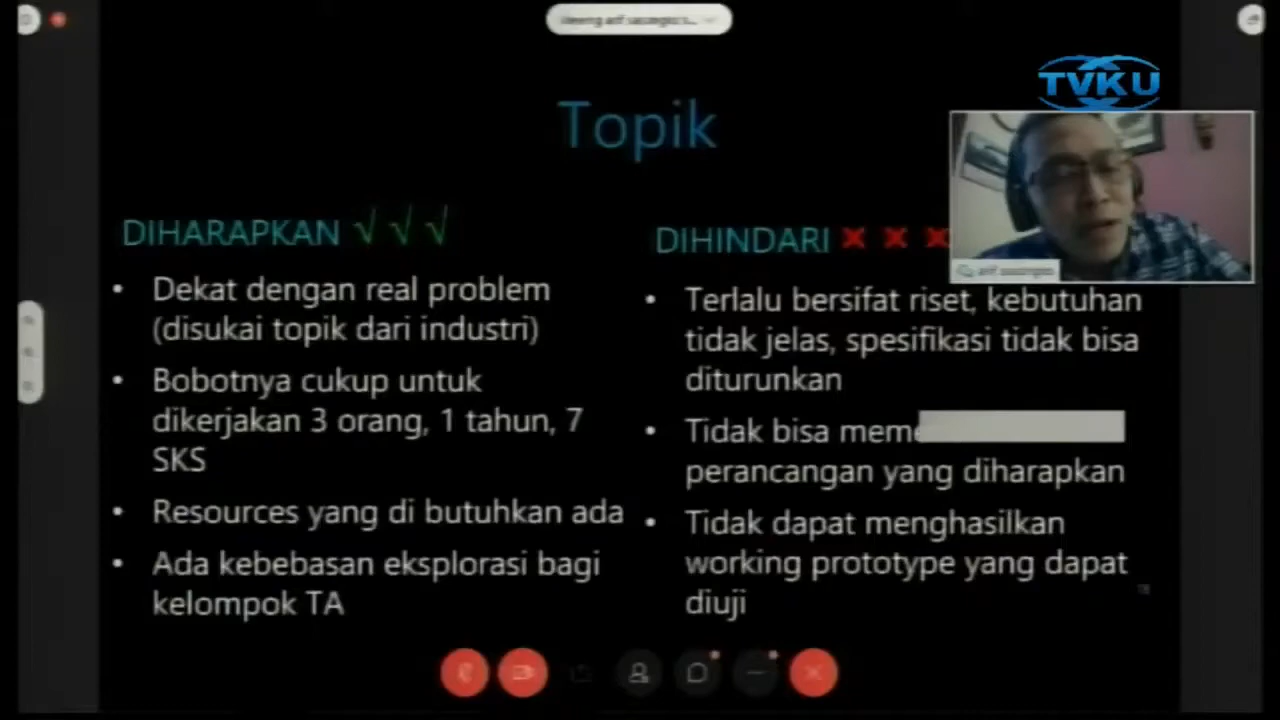 TVKU
Topik
DIHARAPKAN √ √ √
Dekat dengan real problem
(disukai topik dari industri)
Bobotnya cukup untuk
dikerjakan 3 orang, 1 tahun, 7
SKS
Resources yang di butuhkan ada
Ada kebebasan eksplorasi bagi
kelompok TA
DIHINDARI
Terlalu bersifat riset, kebutuhan
tidak jelas, spesifikasi tidak bisa
diturunkan
Tidak bisa
perancangan yang diharapkan
Tidak dapat menghasilkan
working prototype yang dapat
diuji